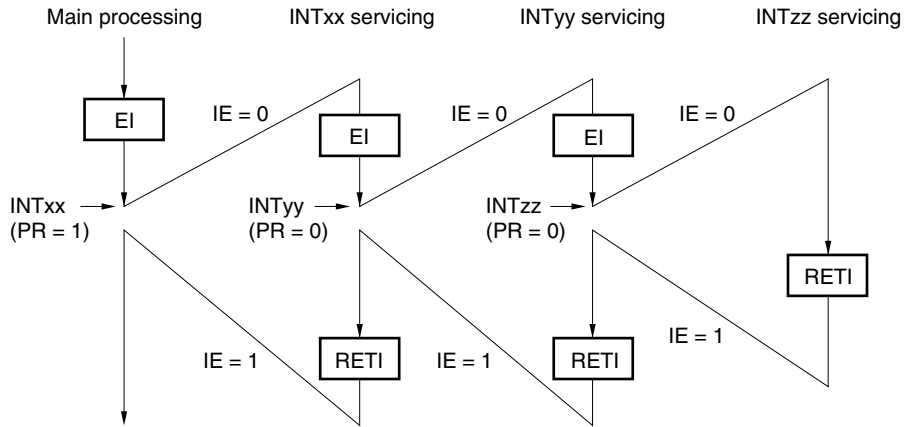 Main processing
INTxx servicing
INTyy servicing
INTzz servicing
EI
IE = 0
EI
IE = 0
EI
IE = 0
INTxx
(PR = 1)
INTyy
(PR = 0)
INTzz
(PR = 0)
RETI
IE = 1
RETI
IE = 1
RETI
IE = 1